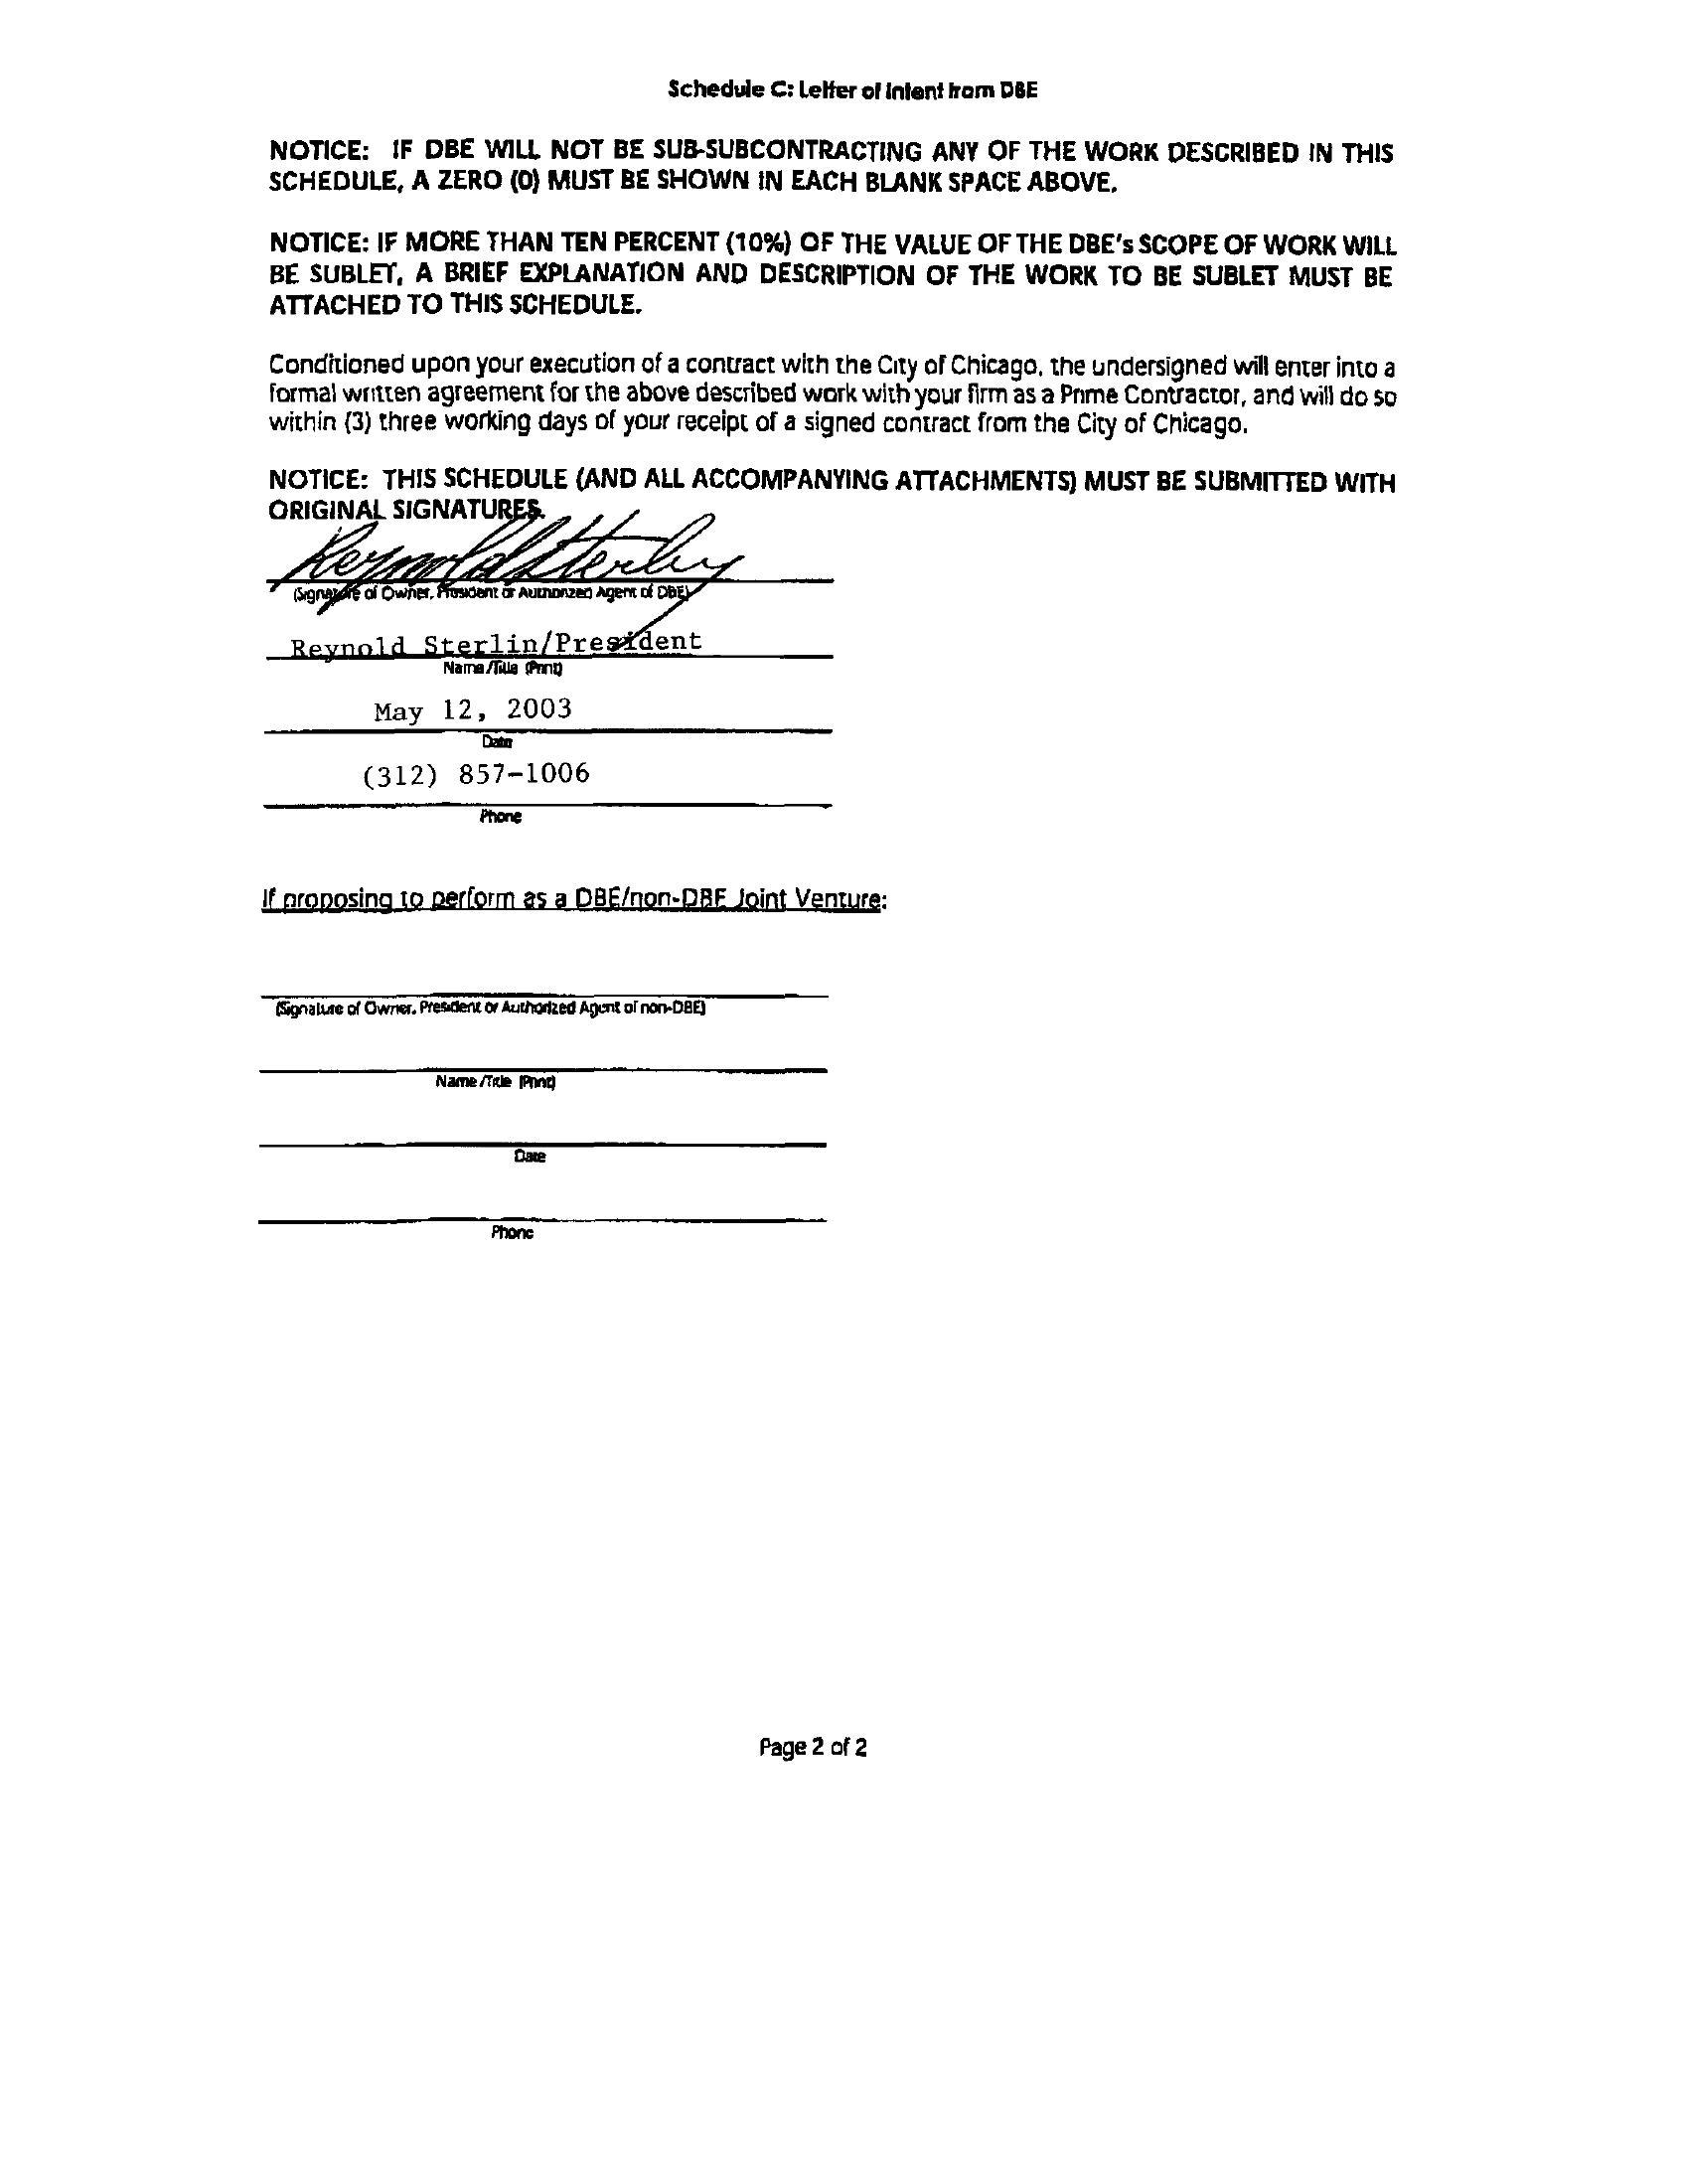 Schedule C: Letter of Intent from DBE
NOTICE: IF DBE WILL NOT BE SUB-SUBCONTRACTING ANY OF THE WORK DESCRIBED IN THIS
SCHEDULE, A ZERO (0) MUST BE SHOWN IN EACH BLANK SPACE ABOVE.
NOTICE: IF MORE THAN TEN PERCENT (10%) OF THE VALUE OF THE DBE's SCOPE OF WORK WILL
BE SUBLET, A BRIEF EXPLANATION AND DESCRIPTION OF THE WORK TO BE SUBLET MUST BE
ATTACHED TO THIS SCHEDULE.
Conditioned upon your execution of a contract with the City of Chicago, the undersigned will enter into a
formal written agreement for the above described work with your firm as a Prime Contractor, and will do so
within (3) three working days of your receipt of a signed contract from the City of Chicago.
NOTICE: THIS SCHEDULE (AND ALL ACCOMPANYING ATTACHMENTS) MUST BE SUBMITTED WITH
ORIGINAL SIGNATURES.
Reynold Sterlin
(Signature of Owner, President or Authorized Agent of DBE)
Reynold Sterlin/President
Name/Title (Print)
May 12, 2003
Date
(312) 857-1006
Phone
If proposing to perform as a DBE/non-DBE Joint Venture:
(Signature of Owner, President or Authorized Agent of non-DBE)
Name/Title (Print)
Date
Phone
Page 2 of 2